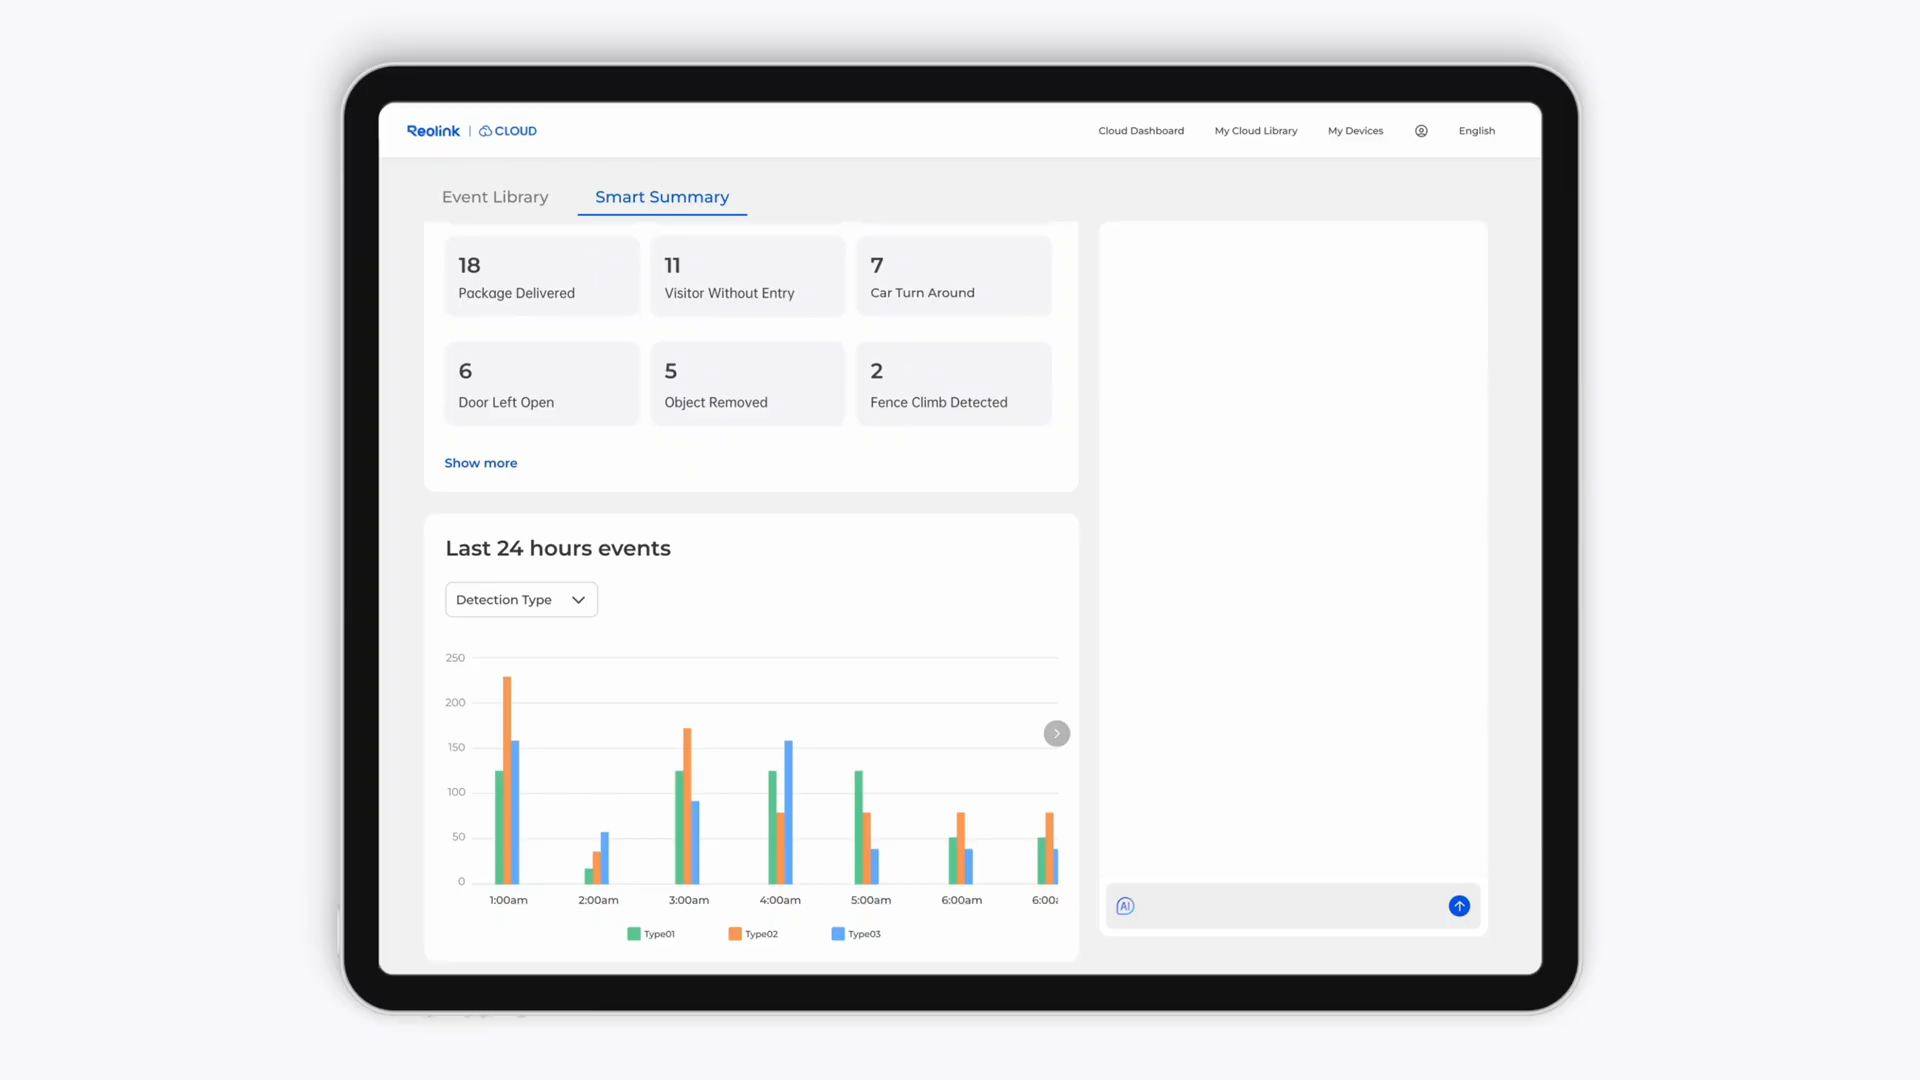 Reolink | CLOUD
Cloud Dashboard
My Cloud Library
My Devices
English
Event Library
Smart Summary
18
Package Delivered
11
Visitor Without Entry
7
Car Turn Around
6
Door Left Open
5
Object Removed
2
Fence Climb Detected
Show more
Last 24 hours events
Detection Type
250
200
150
100
50
0
1:00am
2:00am
3:00am
4:00am
5:00am
6:00am
6:00a
Type01
Type02
Type03
AI